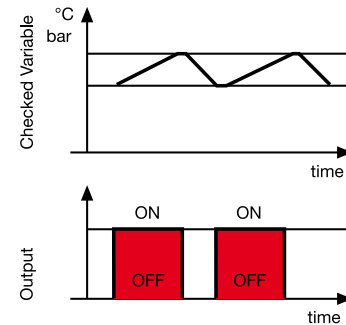 °C
bar
Checked Variable
time
ON ON
Output
OFF OFF
time